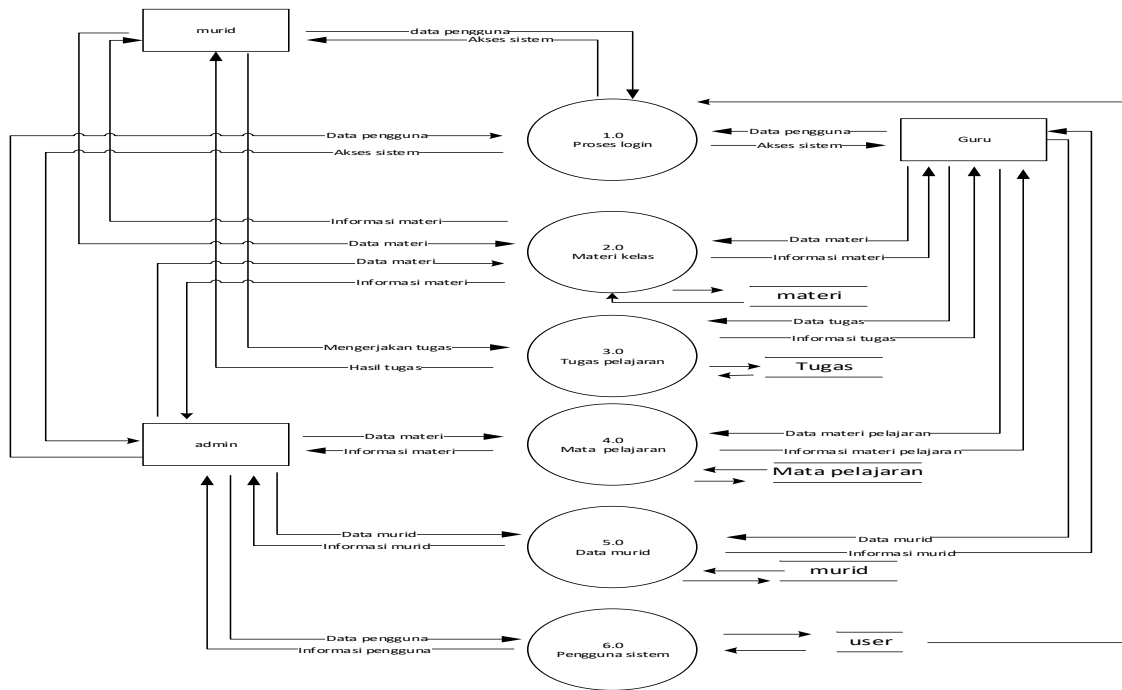 murid
data pengguna
Akses sistem
1.0
Proses login
Data pengguna
Akses sistem
Data pengguna
Akses sistem
Guru
Informasi materi
Data materi
Data materi
Informasi materi
2.0
Materi kelas
Data materi
Informasi materi
materi
Data tugas
Informasi tugas
Mengerjakan tugas
Hasil tugas
3.0
Tugas pelajaran
Tugas
admin
Data materi
Informasi materi
4.0
Mata pelajaran
Data materi pelajaran
Informasi materi pelajaran
Mata pelajaran
Data murid
Informasi murid
5.0
Data murid
Data murid
Informasi murid
murid
Data pengguna
Informasi pengguna
6.0
Pengguna sistem
user